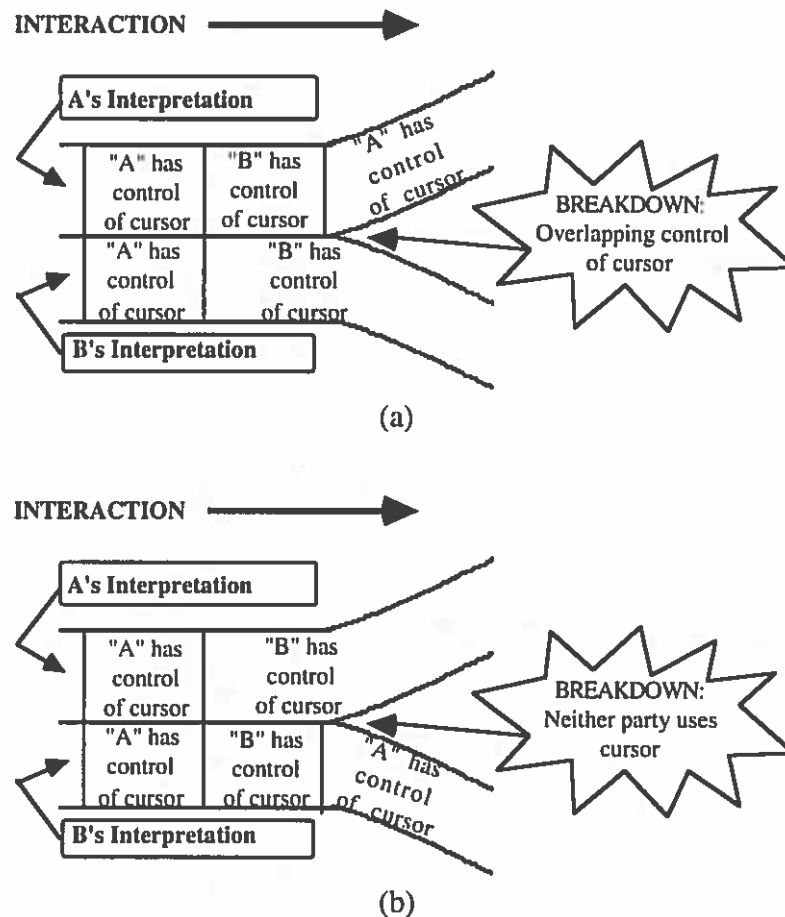 INTERACTION
A's Interpretation
"A" has
control
of cursor
"B" has
control
of cursor
"A" has
control
of cursor
"A" has
control
of cursor
"B" has
control
of cursor
B's Interpretation
BREAKDOWN:
Overlapping control
of cursor
(a)
INTERACTION
A's Interpretation
"A" has
control
of cursor
"B" has
control
of cursor
"A" has
control
of cursor
"B" has
control
of cursor
"A" has
control
of cursor
B's Interpretation
BREAKDOWN:
Neither party uses
cursor
(b)